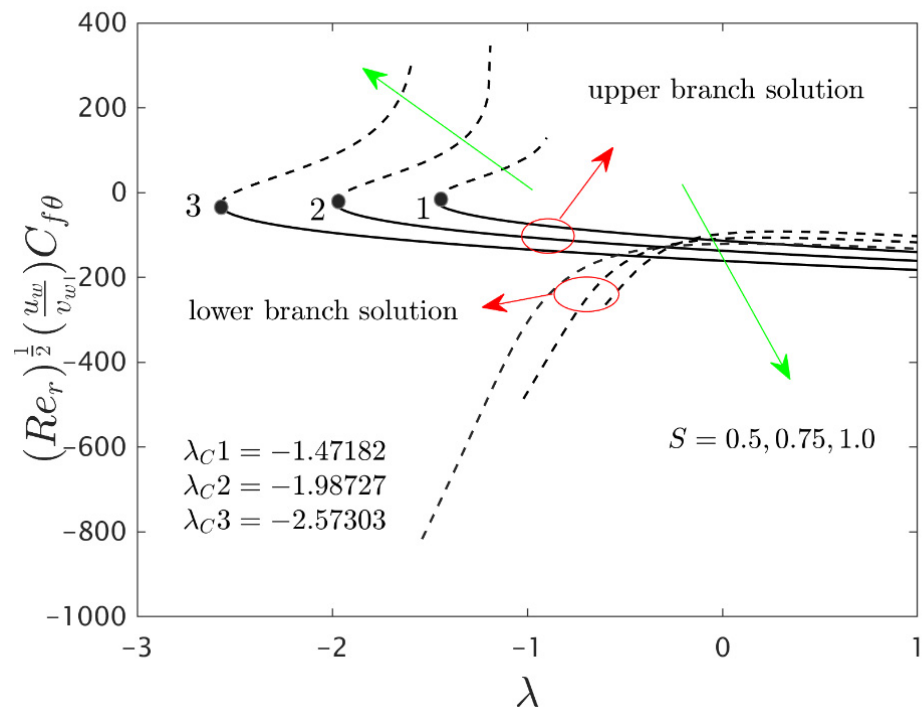 400
200
0
−200
−400
−600
−800
−1000
−3
−2
−1
0
1
λ
(Re_r)^{1/2} (u_w/v_w) C_{fθ}
upper branch solution
3
2
1
lower branch solution
S = 0.5, 0.75, 1.0
λ_C1 = −1.47182
λ_C2 = −1.98727
λ_C3 = −2.57303